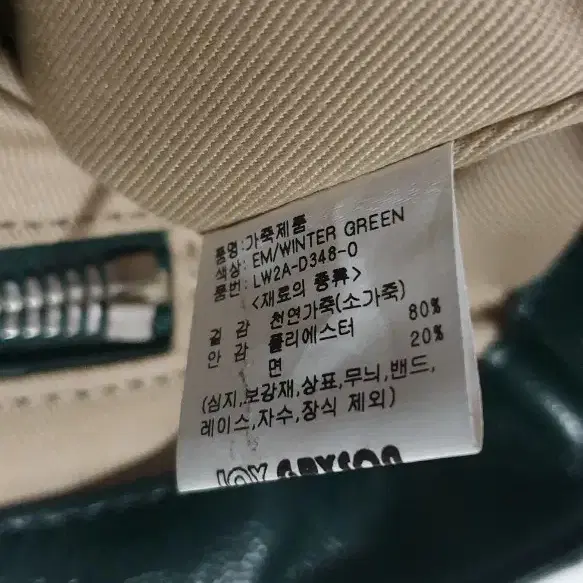 품명:가죽제품
색상: EM/WINTER GREEN
품번: LW2A-D348-0
<재료의 종류>
겉 감 천연가죽(소가죽)
안 감 폴리에스터 80%
면 20%
(심지,보강재,상표,무늬,밴드,
레이스,자수,장식 제외)
JOY GRYSON